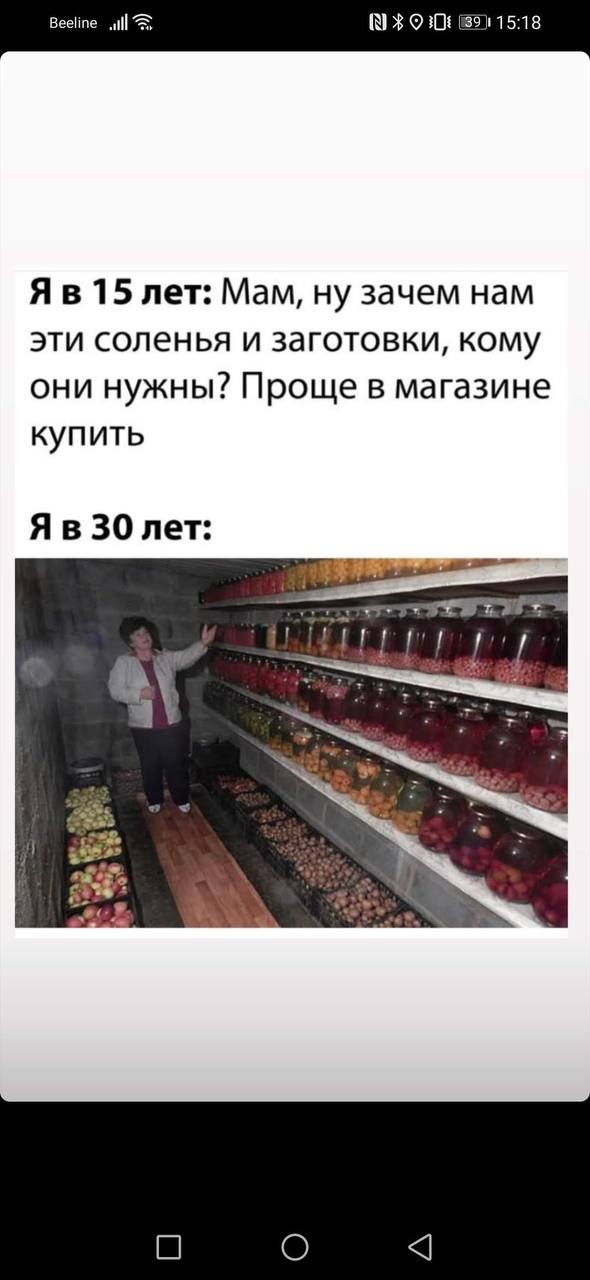 Beeline
39
15:18
Я в 15 лет: Мам, ну зачем нам
эти соленья и заготовки, кому
они нужны? Проще в магазине
купить
Я в 30 лет: